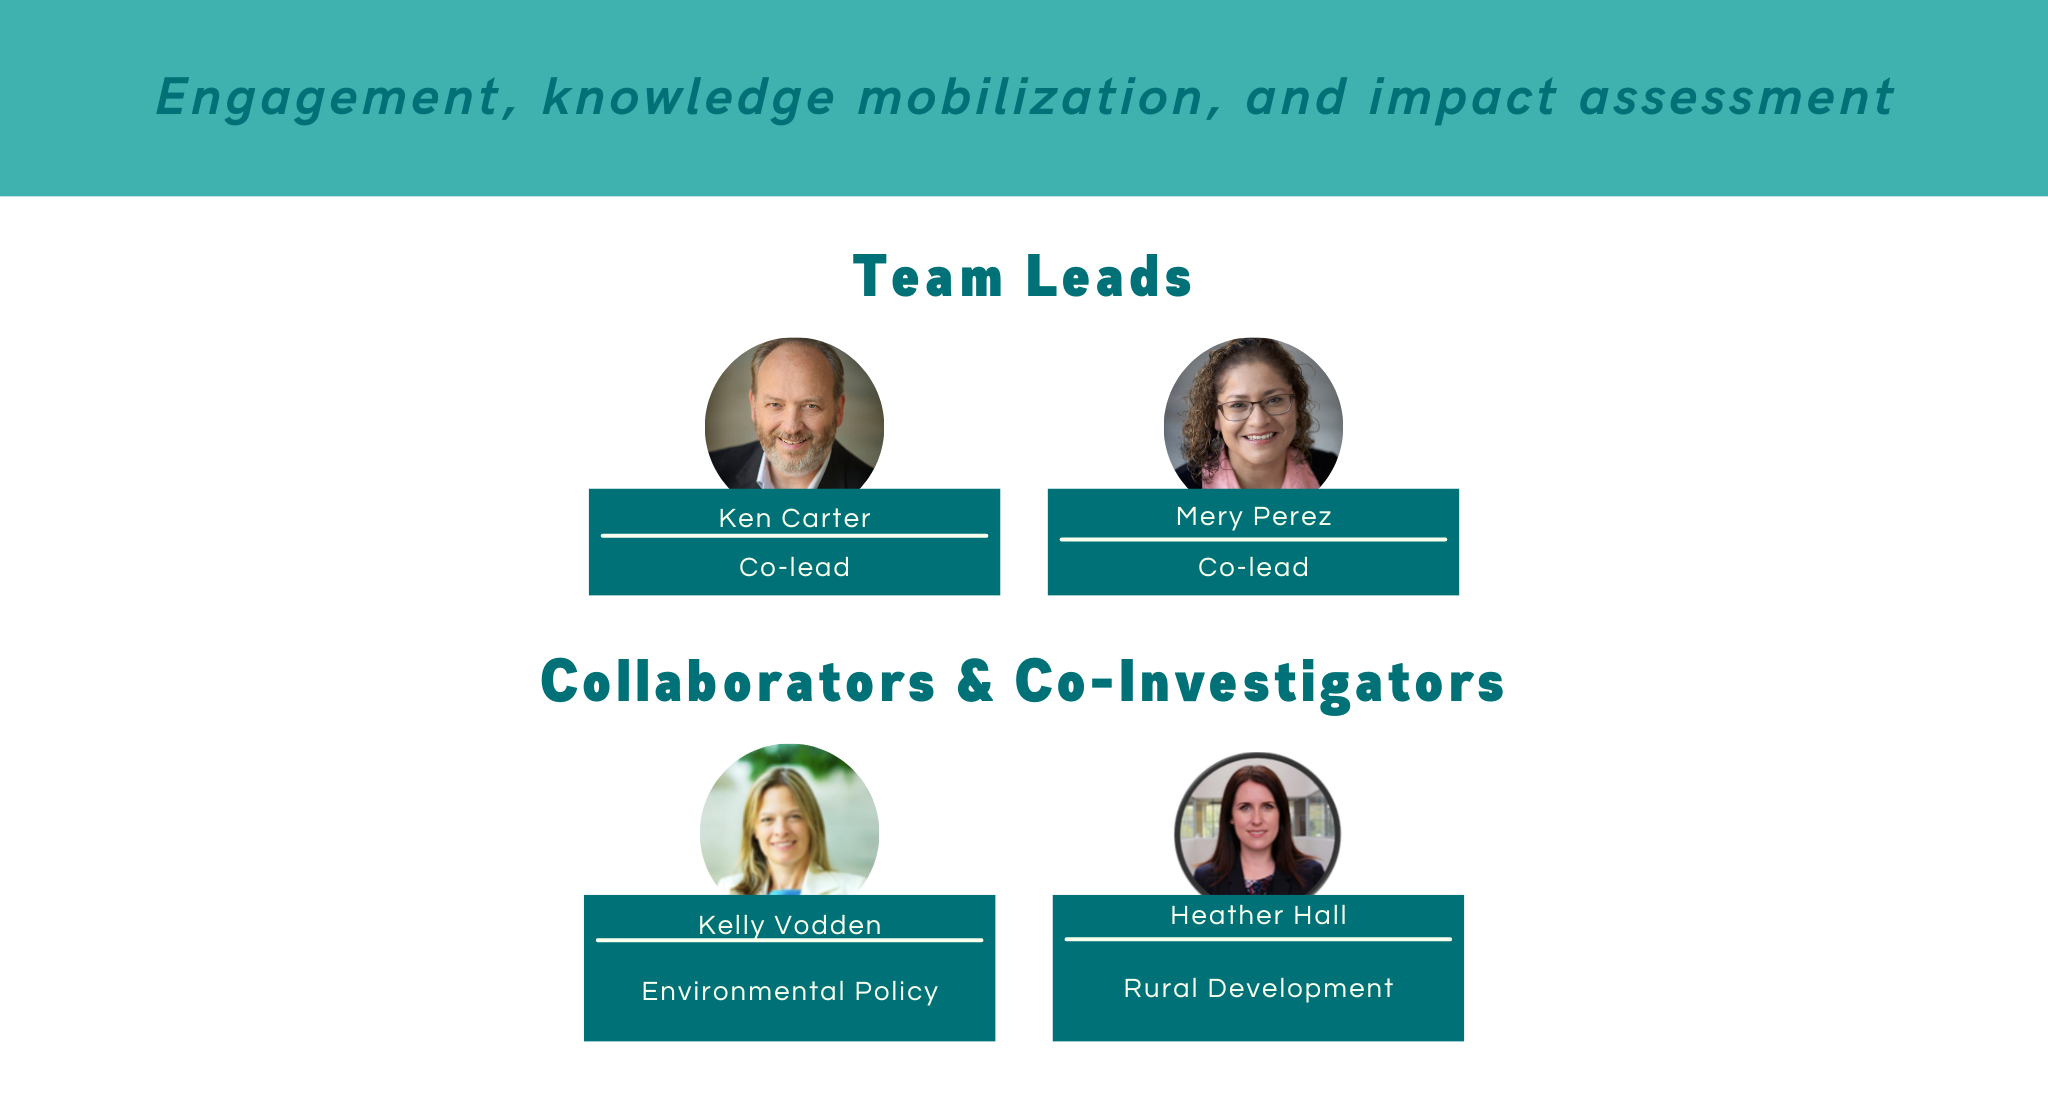 Engagement, knowledge mobilization, and impact assessment
Team Leads
Ken Carter
Co-lead
Mery Perez
Co-lead
Collaborators & Co-Investigators
Kelly Vodden
Environmental Policy
Heather Hall
Rural Development